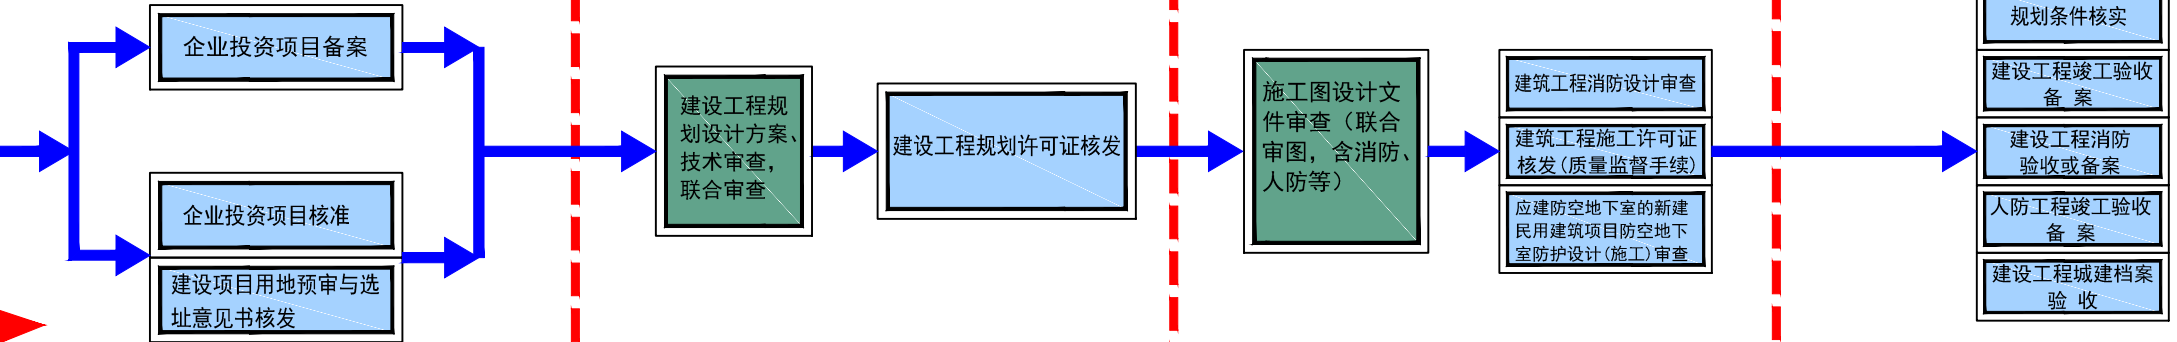 企业投资项目备案
企业投资项目核准
建设项目用地预审与选
址意见书核发
建设工程规
划设计方案、
技术审查，
联合审查
建设工程规划许可证核发
施工图设计文
件审查（联合
审图，含消防、
人防等）
建筑工程消防设计审查
建筑工程施工许可证
核发(质量监督手续)
应建防空地下室的新建
民用建筑项目防空地下
室防护设计(施工)审查
规划条件核实
建设工程竣工验收
备 案
建设工程消防
验收或备案
人防工程竣工验收
备 案
建设工程城建档案
验 收